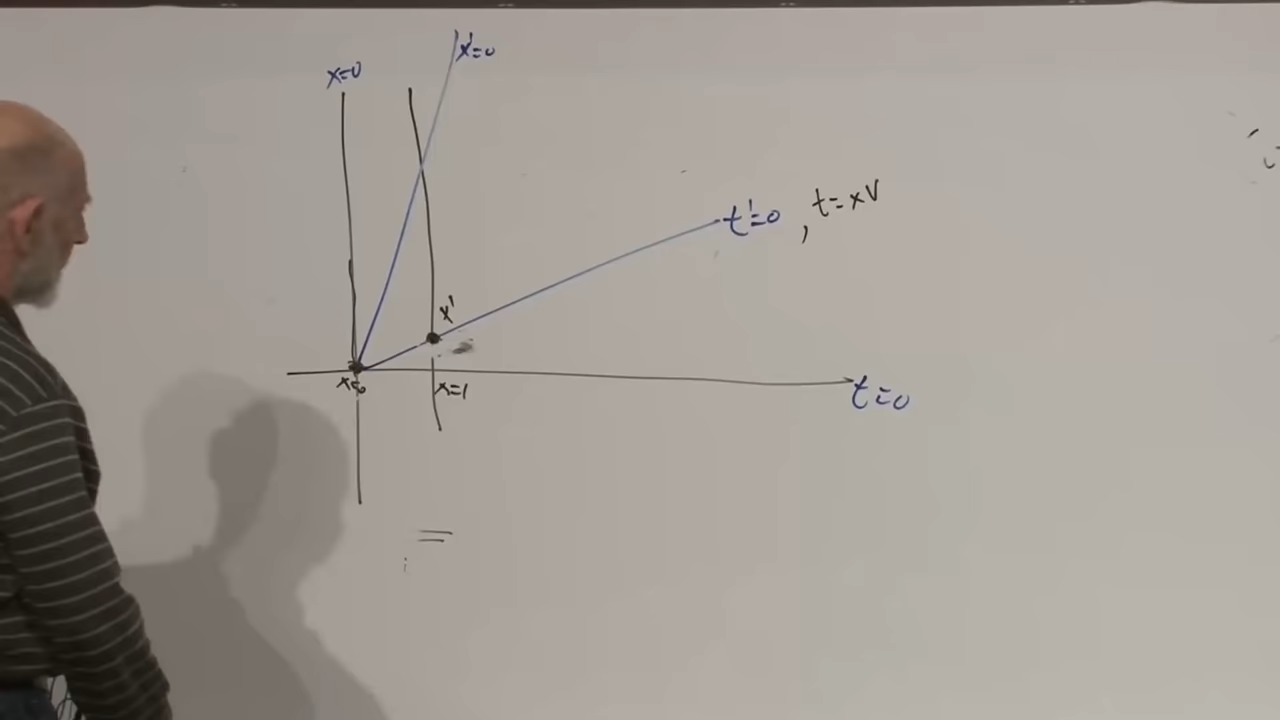 x'=0
x=0
t'=0, t=xV
x'
x=0
x=1
t=0
=